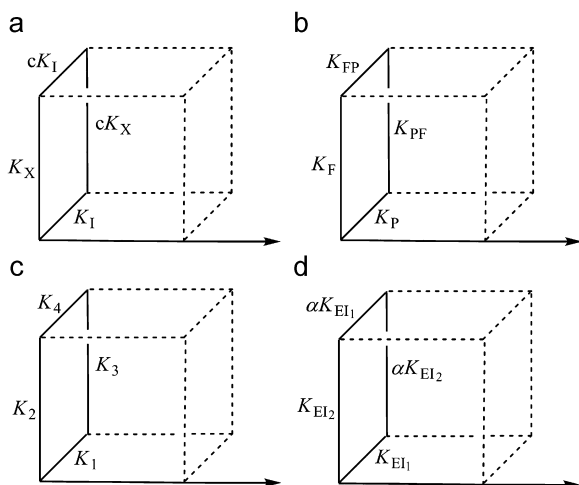 a
cK_I
cK_X
K_X
K_I
b
K_FP
K_PF
K_F
K_P
c
K_4
K_3
K_2
K_1
d
αK_EI₁
αK_EI₂
K_EI₂
K_EI₁